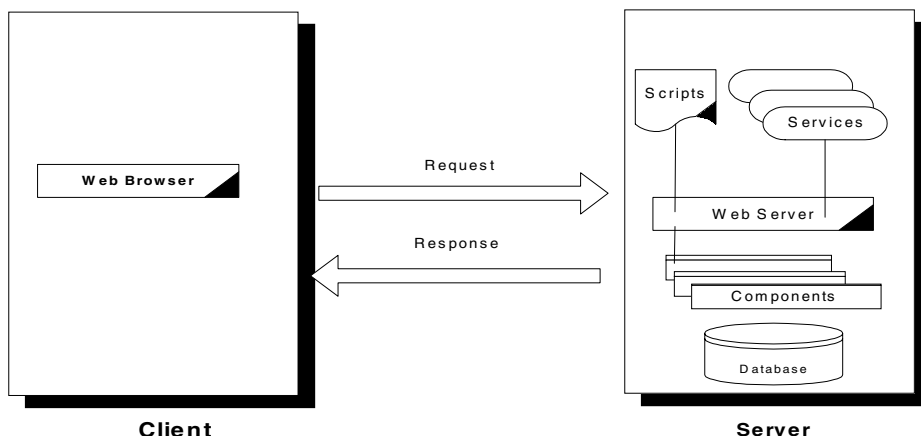 Scripts
Services
Web Browser
Request
Web Server
Response
Components
Database
Client
Server